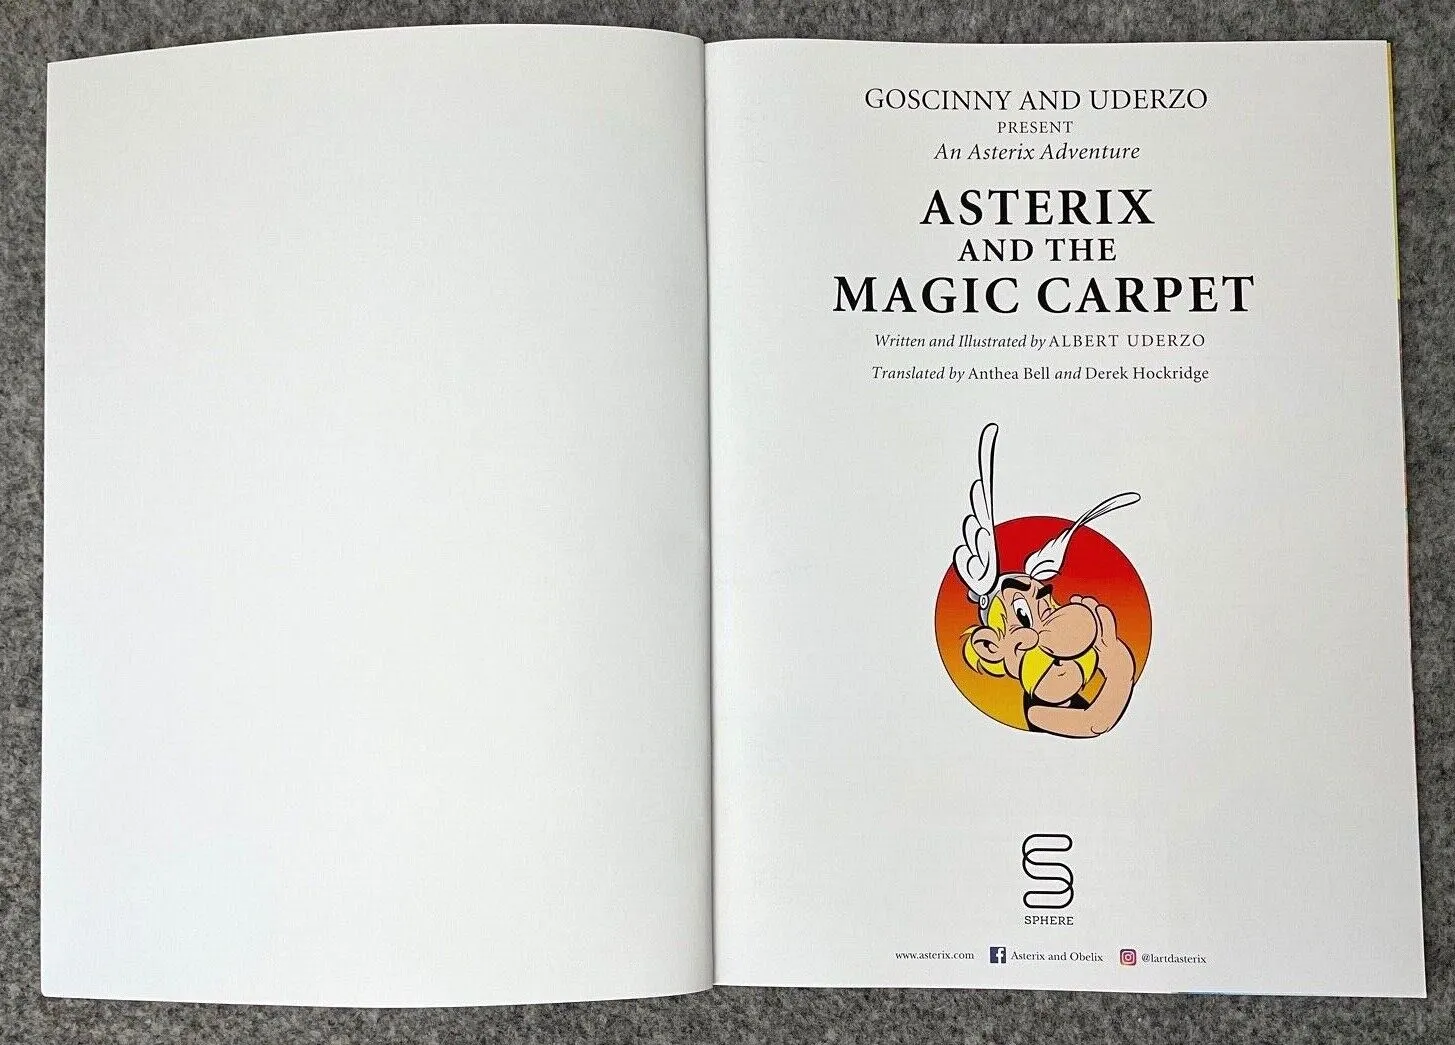 GOSCINNY AND UDERZO
PRESENT
An Asterix Adventure
ASTERIX
AND THE
MAGIC CARPET
Written and Illustrated by ALBERT UDERZO
Translated by Anthea Bell and Derek Hockridge
SPHERE
www.asterix.com Asterix and Obelix @lartdasterix